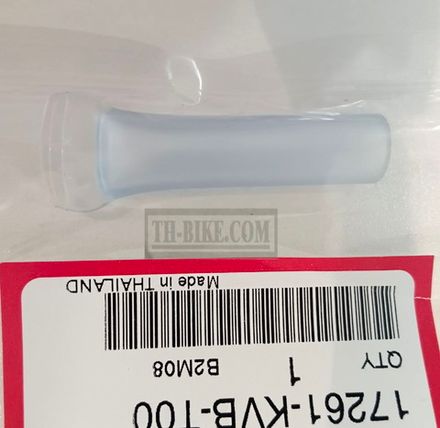 TH-BIKE.COM
17261-KVB-T00
QTY
1 B2M08
Made in THAILAND